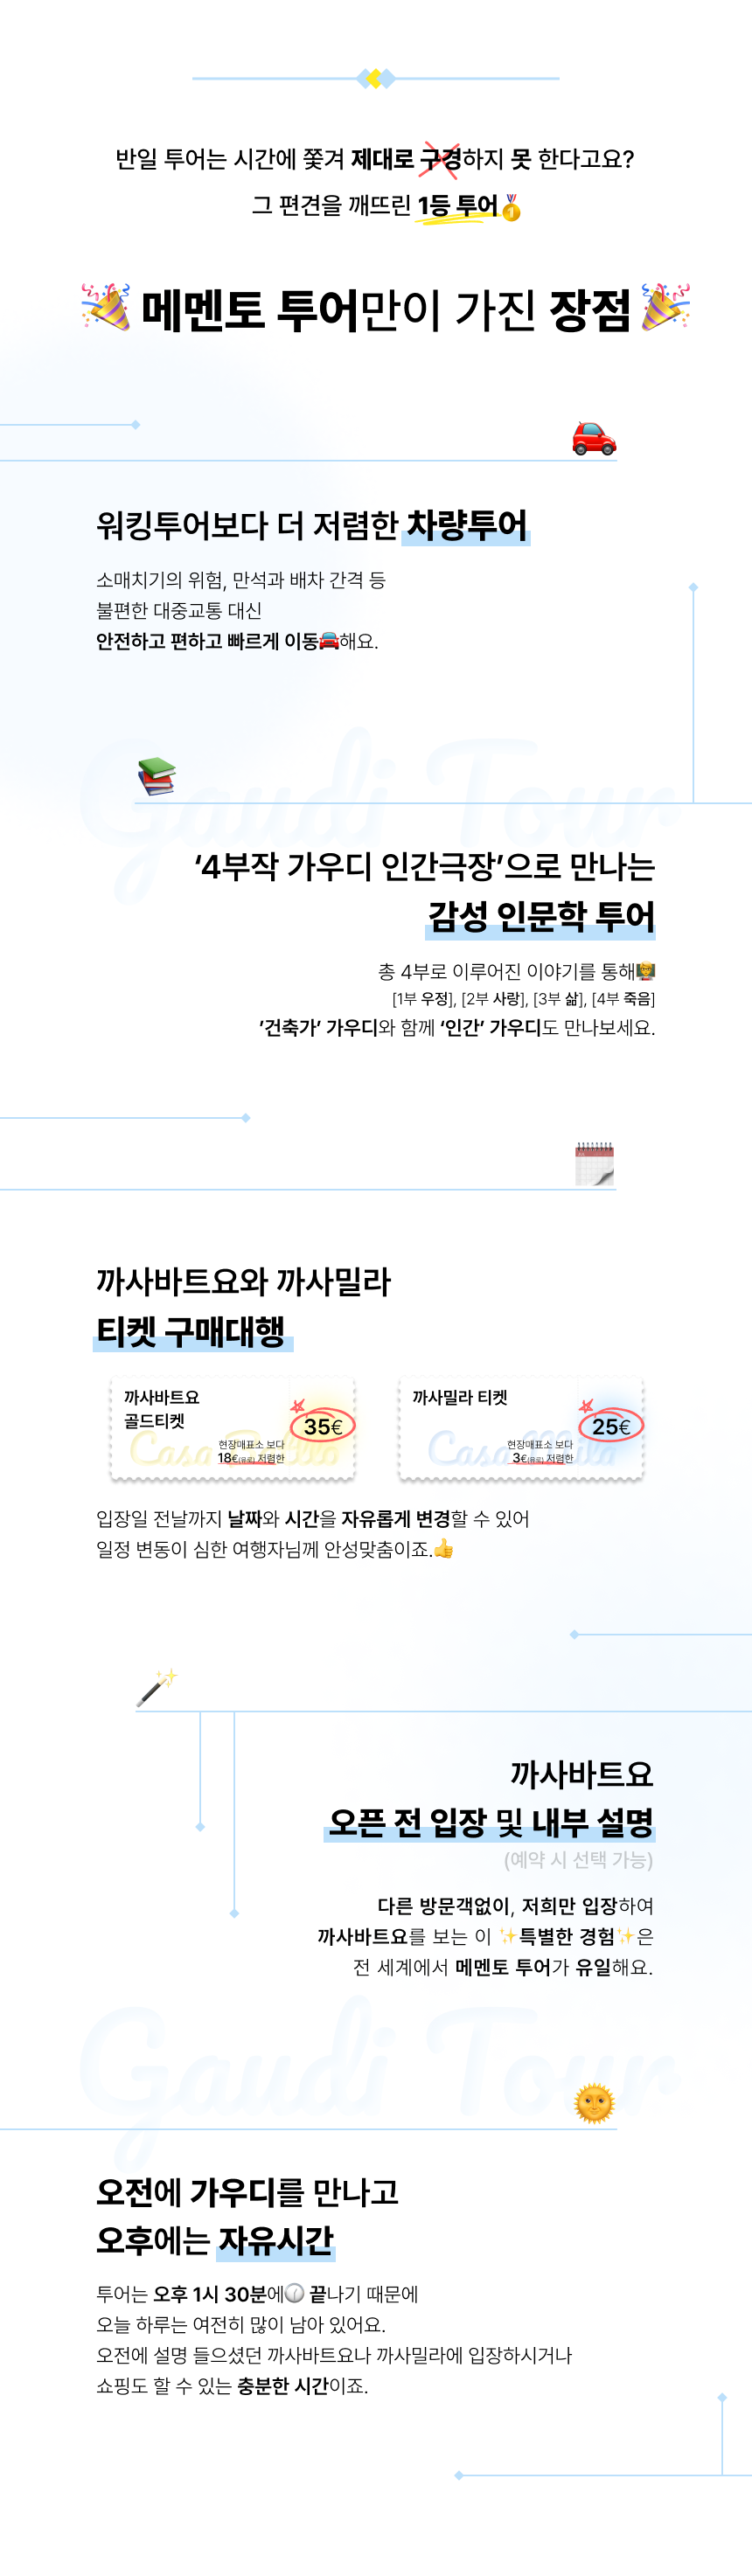 반일 투어는 시간에 쫓겨 제대로 구경하지 못 한다고요?
그 편견을 깨뜨린 1등 투어🥇
🎉 메멘토 투어만이 가진 장점 🎉
워킹투어보다 더 저렴한 차량투어
소매치기의 위험, 만석과 배차 간격 등
불편한 대중교통 대신
안전하고 편하고 빠르게 이동🚘해요.
Gaudi Tour
‘4부작 가우디 인간극장’으로 만나는
감성 인문학 투어
총 4부로 이루어진 이야기를 통해👨‍🏫
[1부 우정], [2부 사랑], [3부 삶], [4부 죽음]
’건축가’ 가우디와 함께 ‘인간’ 가우디도 만나보세요.
까사바트요와 까사밀라
티켓 구매대행
까사바트요
골드티켓
35€
Casa Batllo
현장매표소 보다
18€(유로) 저렴한
까사밀라 티켓
25€
Casa Mila
현장매표소 보다
3€(유로) 저렴한
입장일 전날까지 날짜와 시간을 자유롭게 변경할 수 있어
일정 변동이 심한 여행자님께 안성맞춤이죠.👍
까사바트요
오픈 전 입장 및 내부 설명
(예약 시 선택 가능)
다른 방문객없이, 저희만 입장하여
까사바트요를 보는 이 ✨특별한 경험✨은
전 세계에서 메멘토 투어가 유일해요.
Gaudi Tour
오전에 가우디를 만나고
오후에는 자유시간
투어는 오후 1시 30분에🕜 끝나기 때문에
오늘 하루는 여전히 많이 남아 있어요.
오전에 설명 들으셨던 까사바트요나 까사밀라에 입장하시거나
쇼핑도 할 수 있는 충분한 시간이죠.